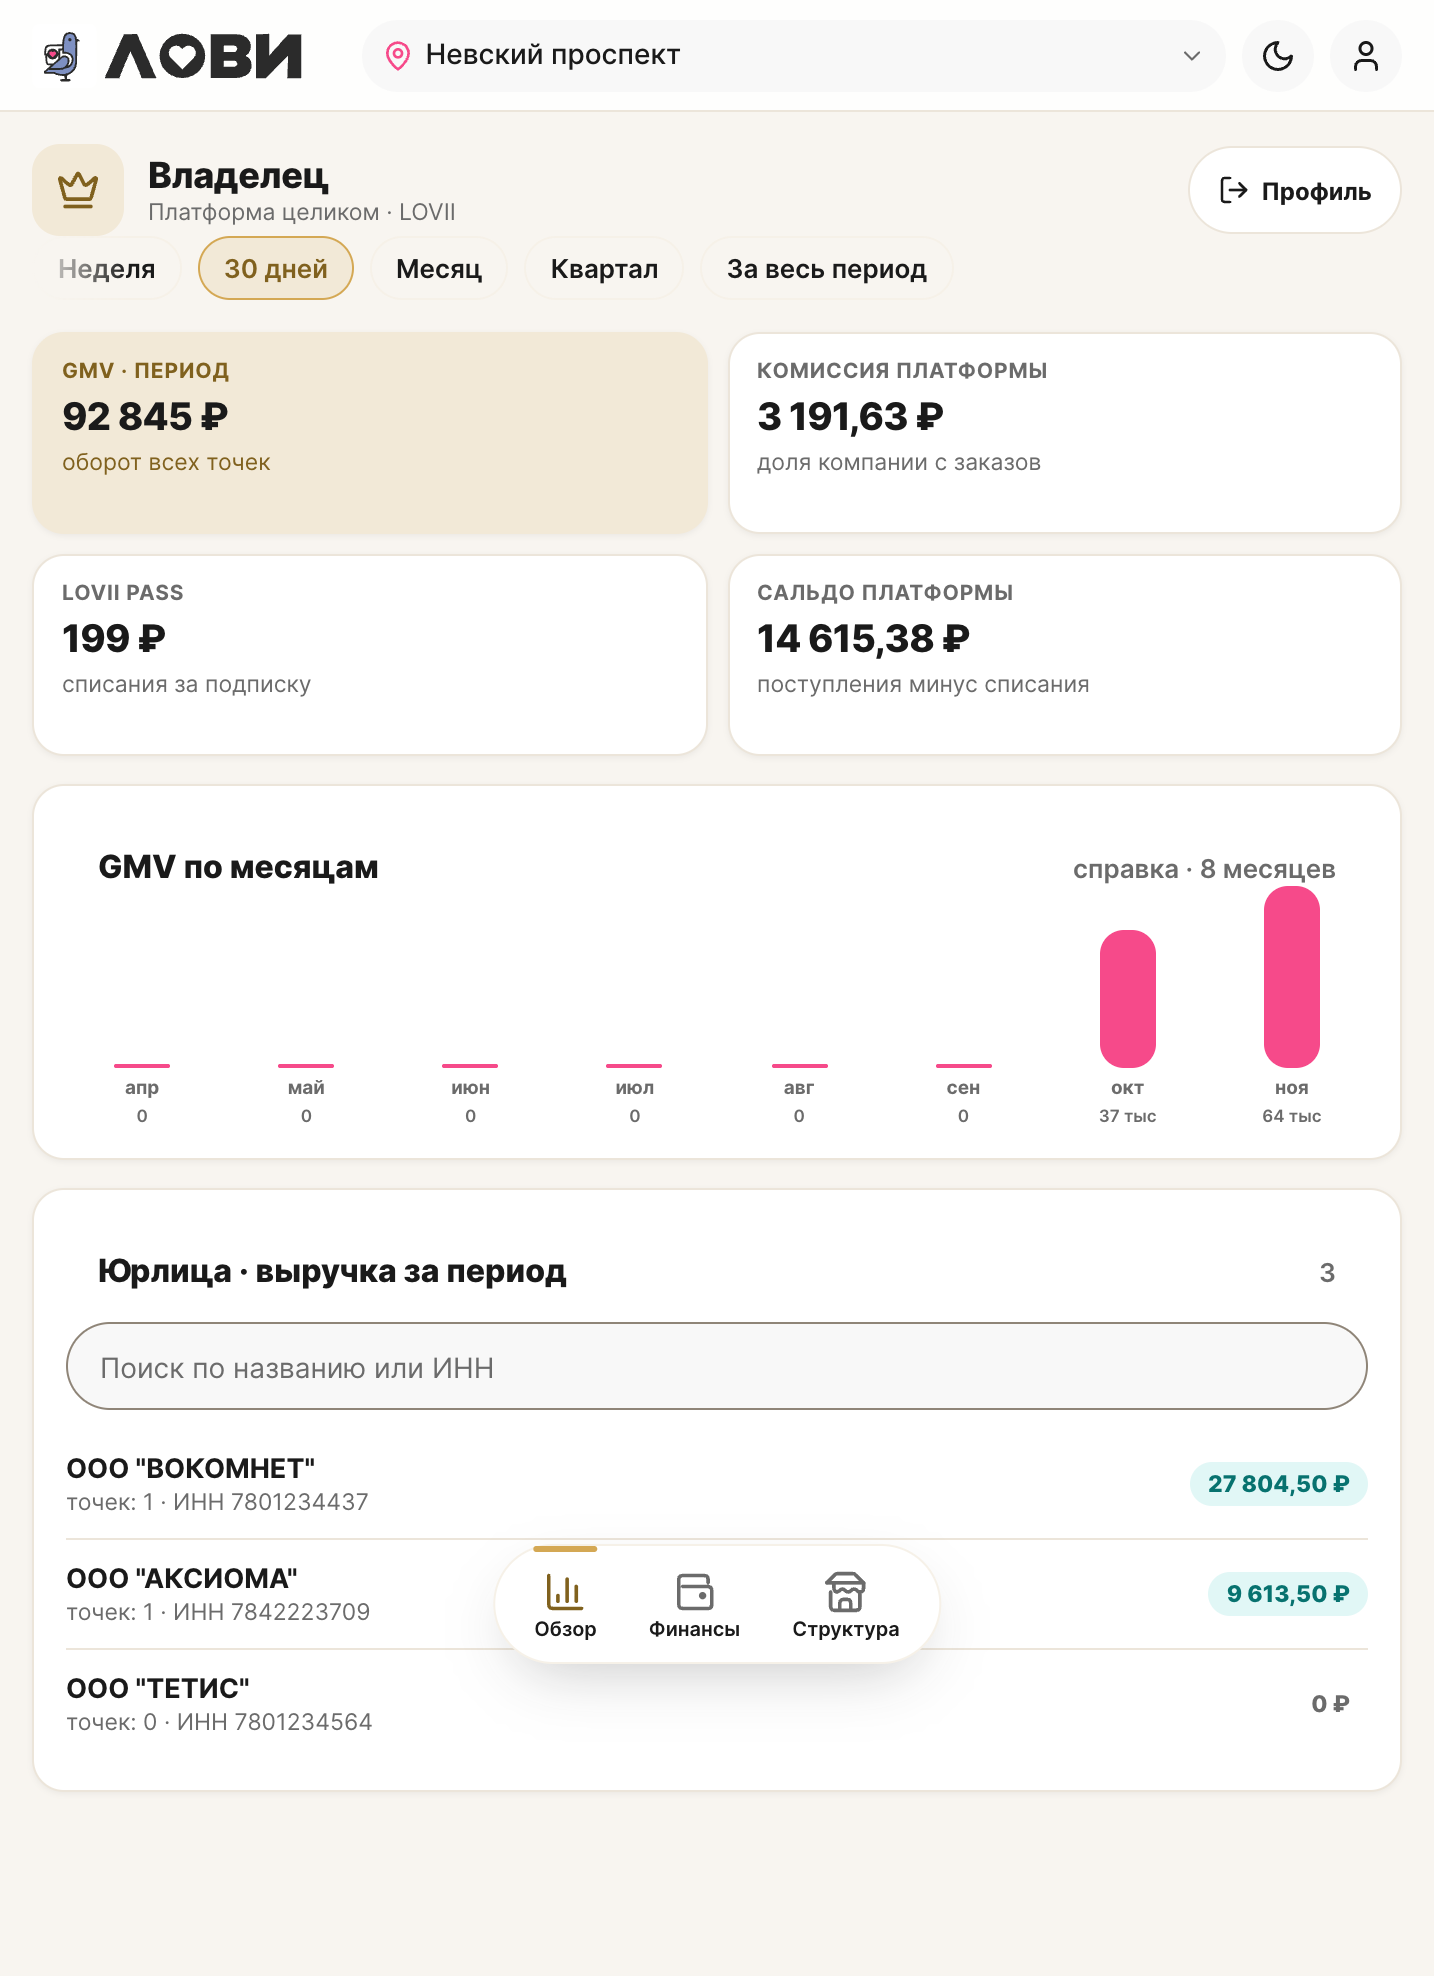 ЛОВИ
Невский проспект
Владелец
Платформа целиком · LOVII
Профиль
Неделя
30 дней
Месяц
Квартал
За весь период
GMV · ПЕРИОД
92 845 ₽
оборот всех точек
КОМИССИЯ ПЛАТФОРМЫ
3 191,63 ₽
доля компании с заказов
LOVII PASS
199 ₽
списания за подписку
САЛЬДО ПЛАТФОРМЫ
14 615,38 ₽
поступления минус списания
GMV по месяцам
справка · 8 месяцев
апр
май
июн
июл
авг
сен
окт
ноя
0
0
0
0
0
0
37 тыс
64 тыс
Юрлица · выручка за период
3
Поиск по названию или ИНН
ООО "ВОКОМНЕТ"
точек: 1 · ИНН 7801234437
27 804,50 ₽
ООО "АКСИОМА"
точек: 1 · ИНН 7842223709
9 613,50 ₽
ООО "ТЕТИС"
точек: 0 · ИНН 7801234564
0 ₽
Обзор
Финансы
Структура